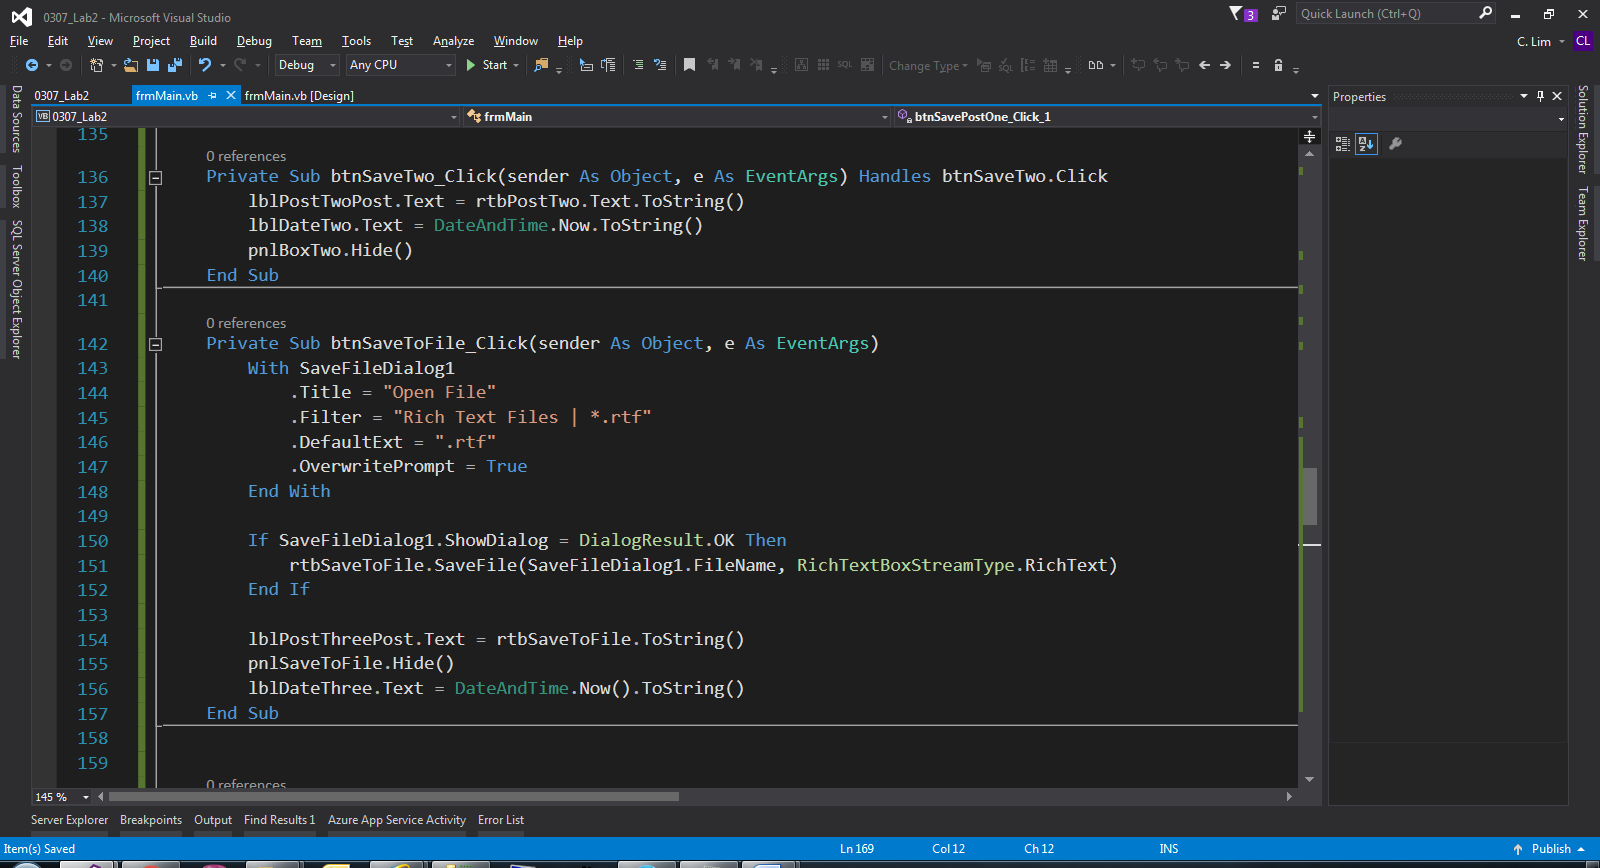 0307_Lab2 - Microsoft Visual Studio
3
Quick Launch (Ctrl+Q)
File Edit View Project Build Debug Team Tools Test Analyze Window Help
C. Lim CL
Debug Any CPU Start SQL SQL Change Type
0307_Lab2 frmMain.vb frmMain.vb [Design]
Properties
VB 0307_Lab2 frmMain btnSavePostOne_Click_1
Data Sources
Toolbox
SQL Server Object Explorer
135
0 references
136 Private Sub btnSaveTwo_Click(sender As Object, e As EventArgs) Handles btnSaveTwo.Click
137 lblPostTwoPost.Text = rtbPostTwo.Text.ToString()
138 lblDateTwo.Text = DateAndTime.Now.ToString()
139 pnlBoxTwo.Hide()
140 End Sub
141
0 references
142 Private Sub btnSaveToFile_Click(sender As Object, e As EventArgs)
143 With SaveFileDialog1
144 .Title = "Open File"
145 .Filter = "Rich Text Files | *.rtf"
146 .DefaultExt = ".rtf"
147 .OverwritePrompt = True
148 End With
149
150 If SaveFileDialog1.ShowDialog = DialogResult.OK Then
151 rtbSaveToFile.SaveFile(SaveFileDialog1.FileName, RichTextBoxStreamType.RichText)
152 End If
153
154 lblPostThreePost.Text = rtbSaveToFile.ToString()
155 pnlSaveToFile.Hide()
156 lblDateThree.Text = DateAndTime.Now().ToString()
157 End Sub
158
159
0 references
Solution Explorer
Team Explorer
145 %
Server Explorer Breakpoints Output Find Results 1 Azure App Service Activity Error List
Item(s) Saved Ln 169 Col 12 Ch 12 INS Publish